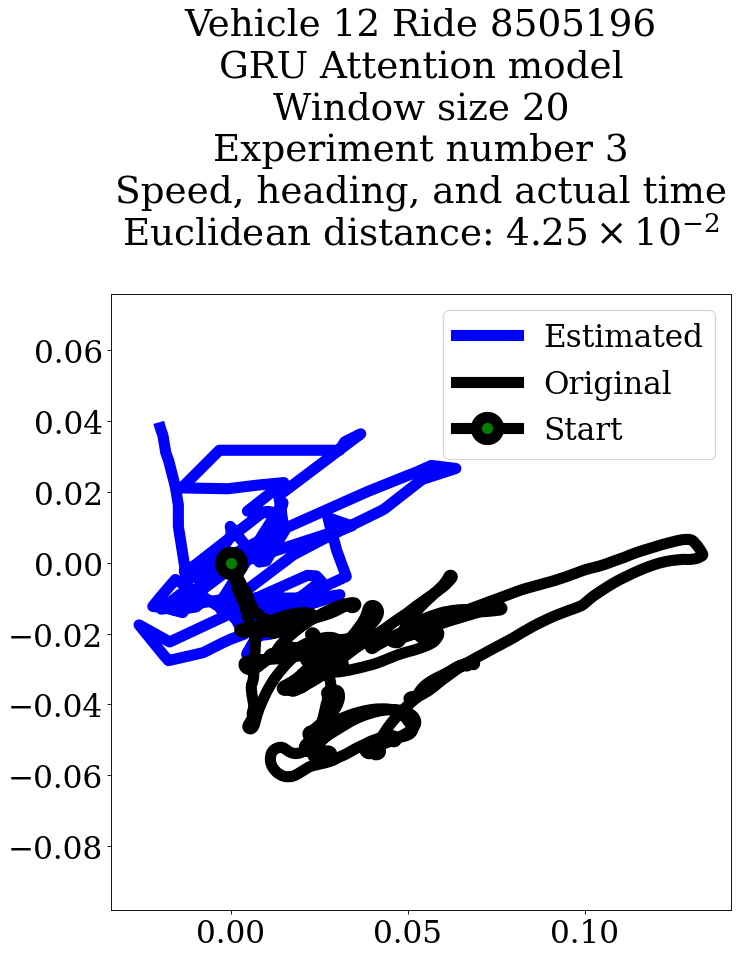 Vehicle 12 Ride 8505196
GRU Attention model
Window size 20
Experiment number 3
Speed, heading, and actual time
Euclidean distance: 4.25 × 10⁻²
Estimated
Original
Start
0.06
0.04
0.02
0.00
−0.02
−0.04
−0.06
−0.08
0.00
0.05
0.10